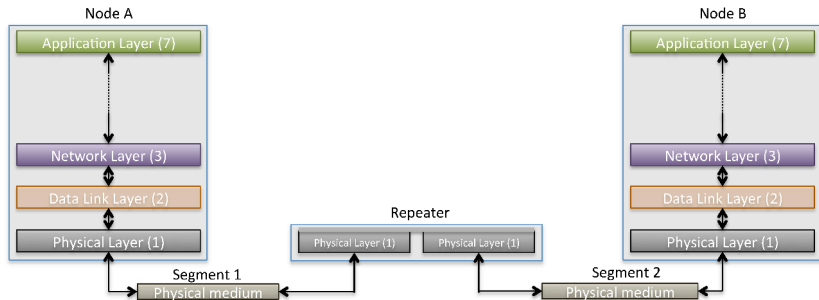 Node A
Node B
Application Layer (7)
Application Layer (7)
Network Layer (3)
Network Layer (3)
Data Link Layer (2)
Data Link Layer (2)
Repeater
Physical Layer (1)
Physical Layer (1)
Physical Layer (1)
Physical Layer (1)
Segment 1
Segment 2
Physical medium
Physical medium